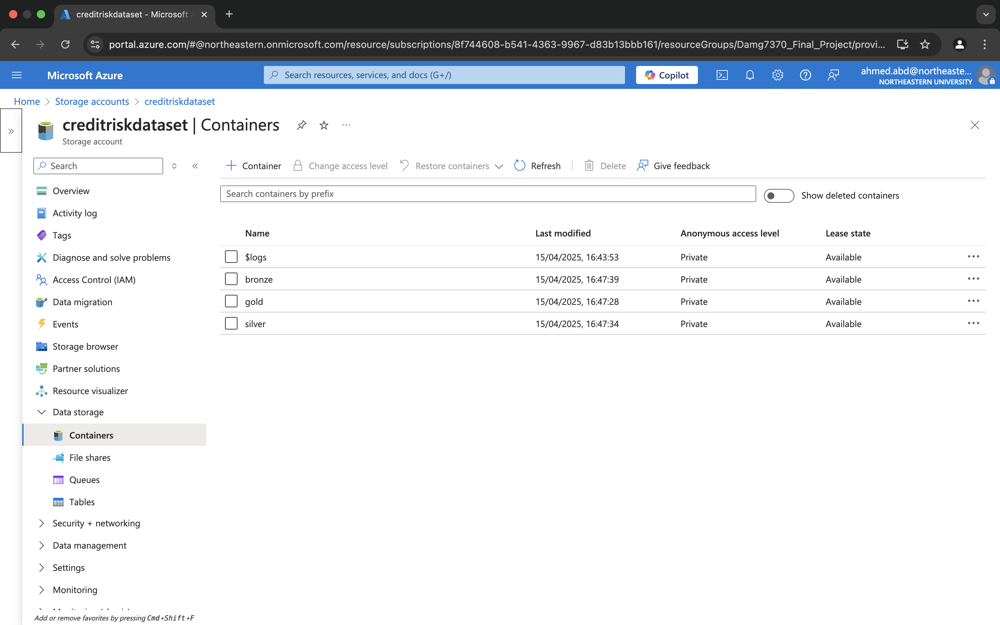 creditriskdataset - Microsoft
portal.azure.com/#@northeastern.onmicrosoft.com/resource/subscriptions/8f744608-b541-4363-9967-d83b13bbb161/resourceGroups/Damg7370_Final_Project/provi...
Microsoft Azure
Search resources, services, and docs (G+/)
Copilot
ahmed.abd@northeaste...
NORTHEASTERN UNIVERSITY
Home > Storage accounts > creditriskdataset
creditriskdataset | Containers
Storage account
Search
Container
Change access level
Restore containers
Refresh
Delete
Give feedback
Search containers by prefix
Show deleted containers
Name Last modified Anonymous access level Lease state
$logs 15/04/2025, 16:43:53 Private Available
bronze 15/04/2025, 16:47:39 Private Available
gold 15/04/2025, 16:47:28 Private Available
silver 15/04/2025, 16:47:34 Private Available
Overview
Activity log
Tags
Diagnose and solve problems
Access Control (IAM)
Data migration
Events
Storage browser
Partner solutions
Resource visualizer
Data storage
Containers
File shares
Queues
Tables
Security + networking
Data management
Settings
Monitoring
Add or remove favorites by pressing Cmd+Shift+F